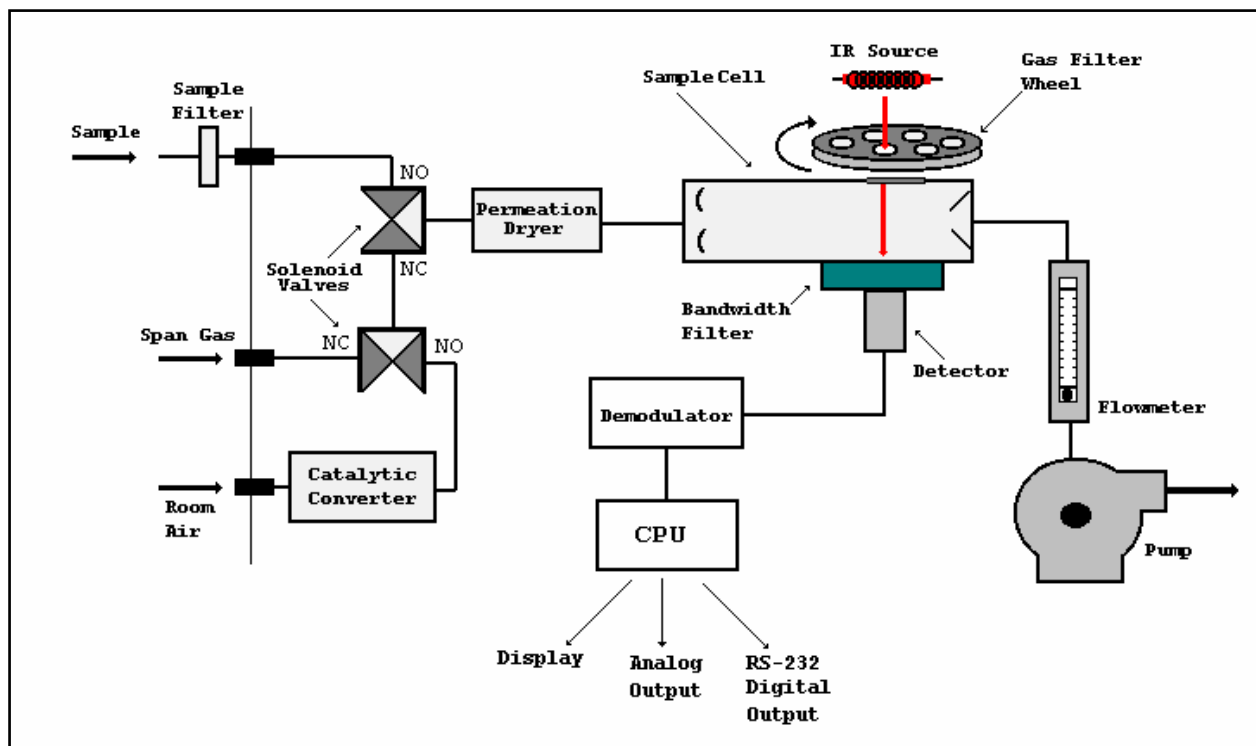 IR Source
Gas Filter
Wheel
Sample Cell
Sample
Filter
Sample
NO
Permeation
Dryer
Solenoid
Valves
NC
Bandwidth
Filter
Span Gas
NC
NO
Detector
Demodulator
Flowmeter
Catalytic
Converter
Room
Air
CPU
Pump
Display
Analog
Output
RS-232
Digital
Output